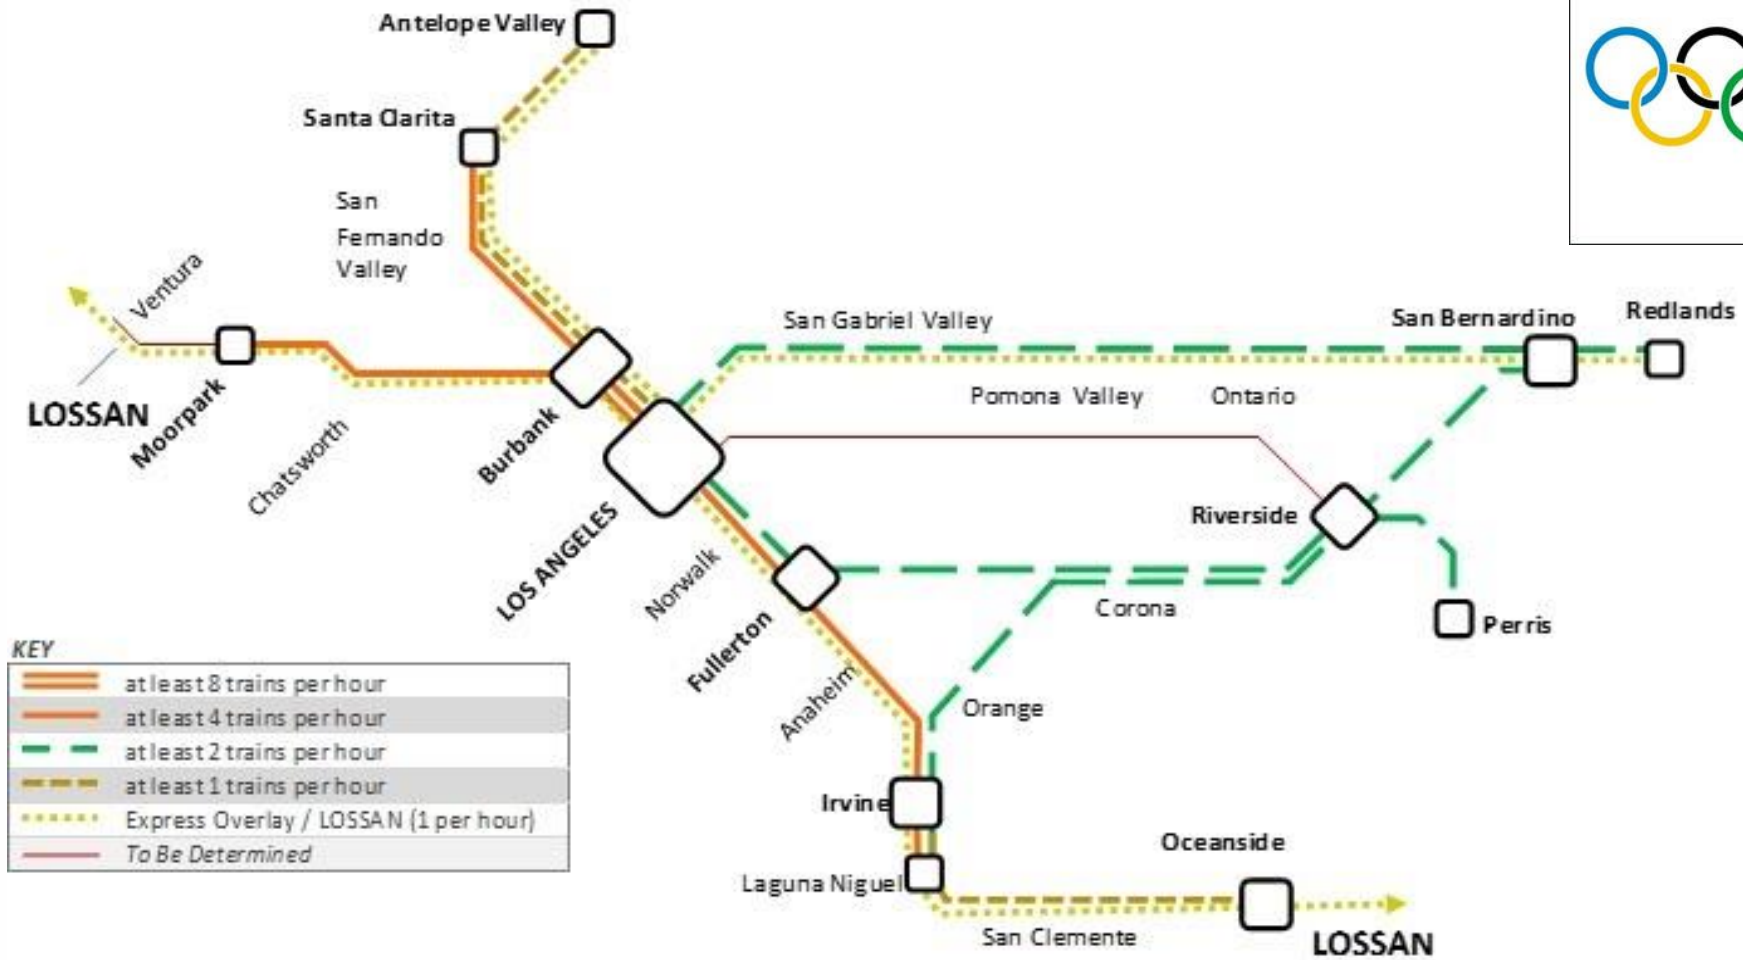 Antelope Valley
Santa Clarita
San
Fernando
Valley
Ventura
LOSSAN
Moorpark
Chatsworth
Burbank
LOS ANGELES
San Gabriel Valley
San Bernardino
Redlands
Pomona Valley
Ontario
Riverside
Norwalk
Fullerton
Corona
Perris
Anaheim
Orange
Irvine
Oceanside
Laguna Niguel
San Clemente
LOSSAN
KEY
at least 8 trains per hour
at least 4 trains per hour
at least 2 trains per hour
at least 1 trains per hour
Express Overlay / LOSSAN (1 per hour)
To Be Determined